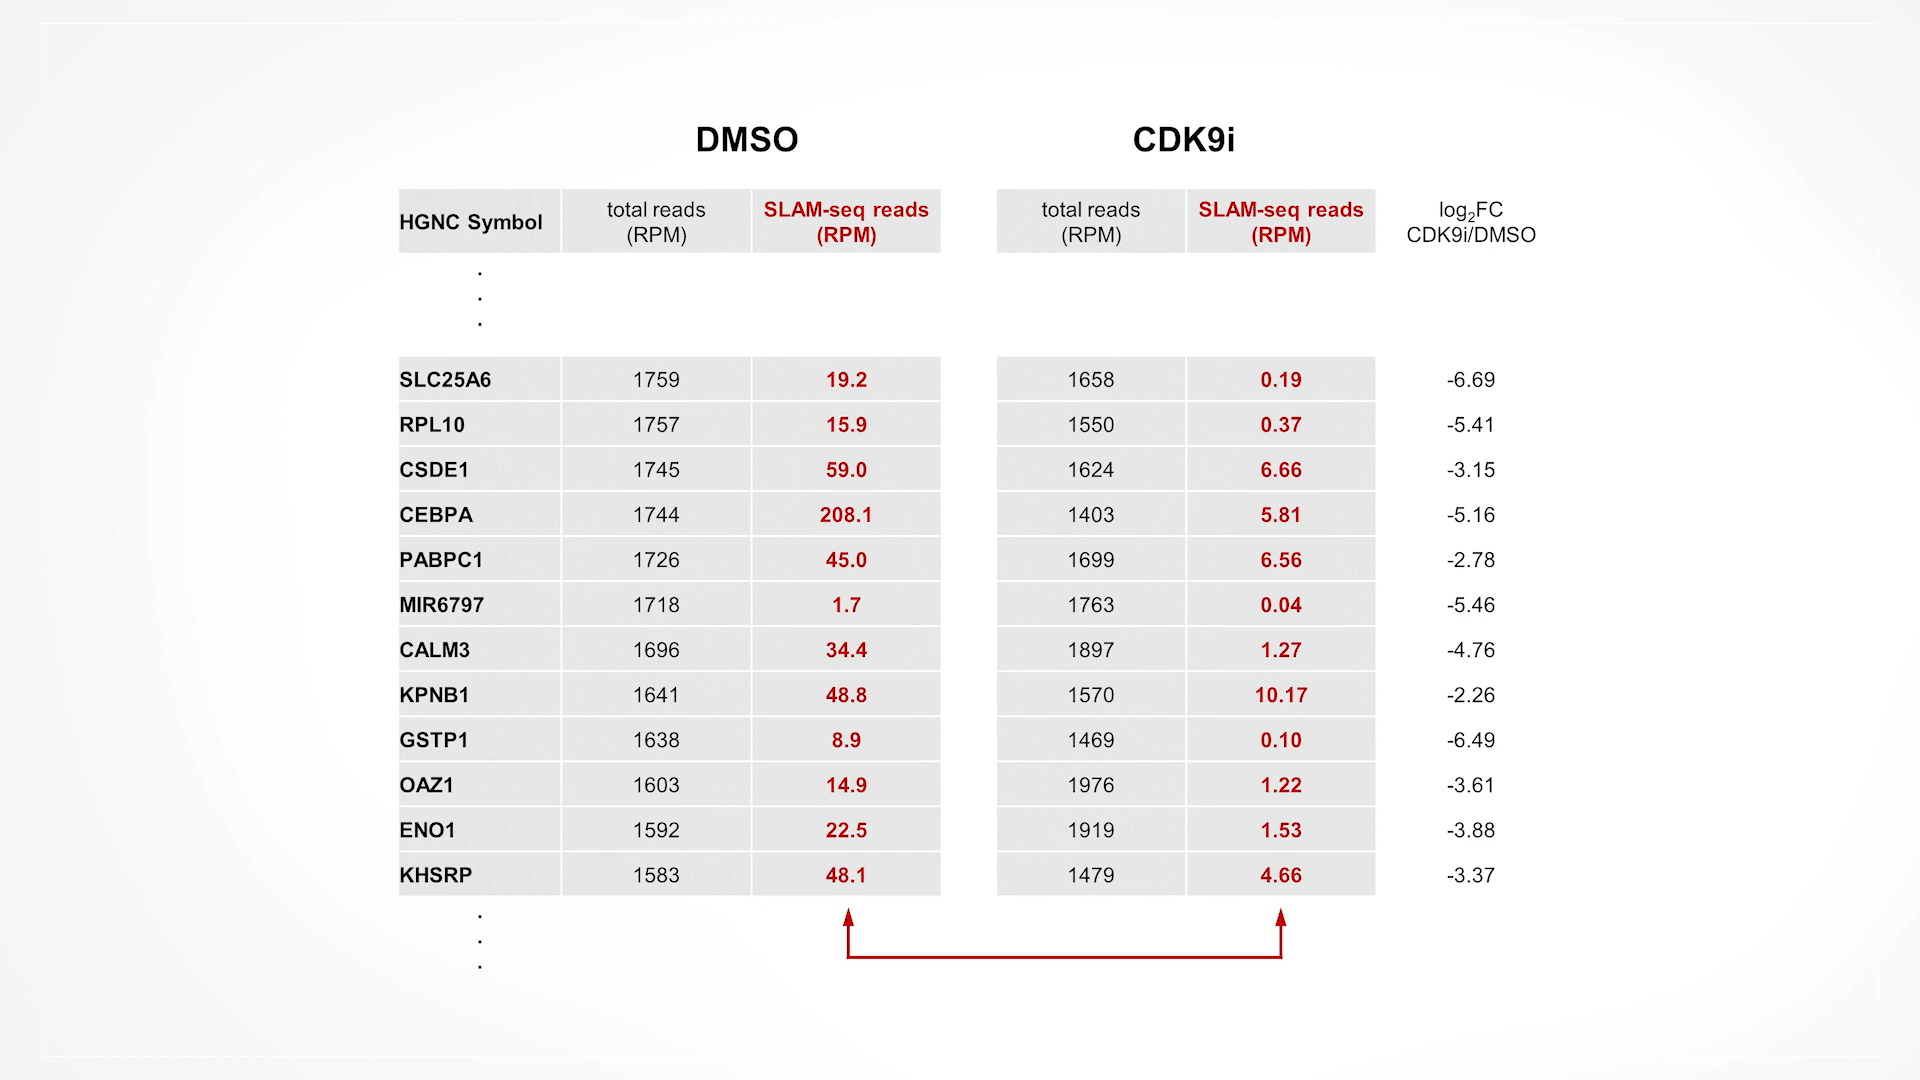 DMSO CDK9i
HGNC Symbol total reads (RPM) SLAM-seq reads (RPM) total reads (RPM) SLAM-seq reads (RPM) log₂FC CDK9i/DMSO
.
.
.
SLC25A6 1759 19.2 1658 0.19 -6.69
RPL10 1757 15.9 1550 0.37 -5.41
CSDE1 1745 59.0 1624 6.66 -3.15
CEBPA 1744 208.1 1403 5.81 -5.16
PABPC1 1726 45.0 1699 6.56 -2.78
MIR6797 1718 1.7 1763 0.04 -5.46
CALM3 1696 34.4 1897 1.27 -4.76
KPNB1 1641 48.8 1570 10.17 -2.26
GSTP1 1638 8.9 1469 0.10 -6.49
OAZ1 1603 14.9 1976 1.22 -3.61
ENO1 1592 22.5 1919 1.53 -3.88
KHSRP 1583 48.1 1479 4.66 -3.37
.
.
.